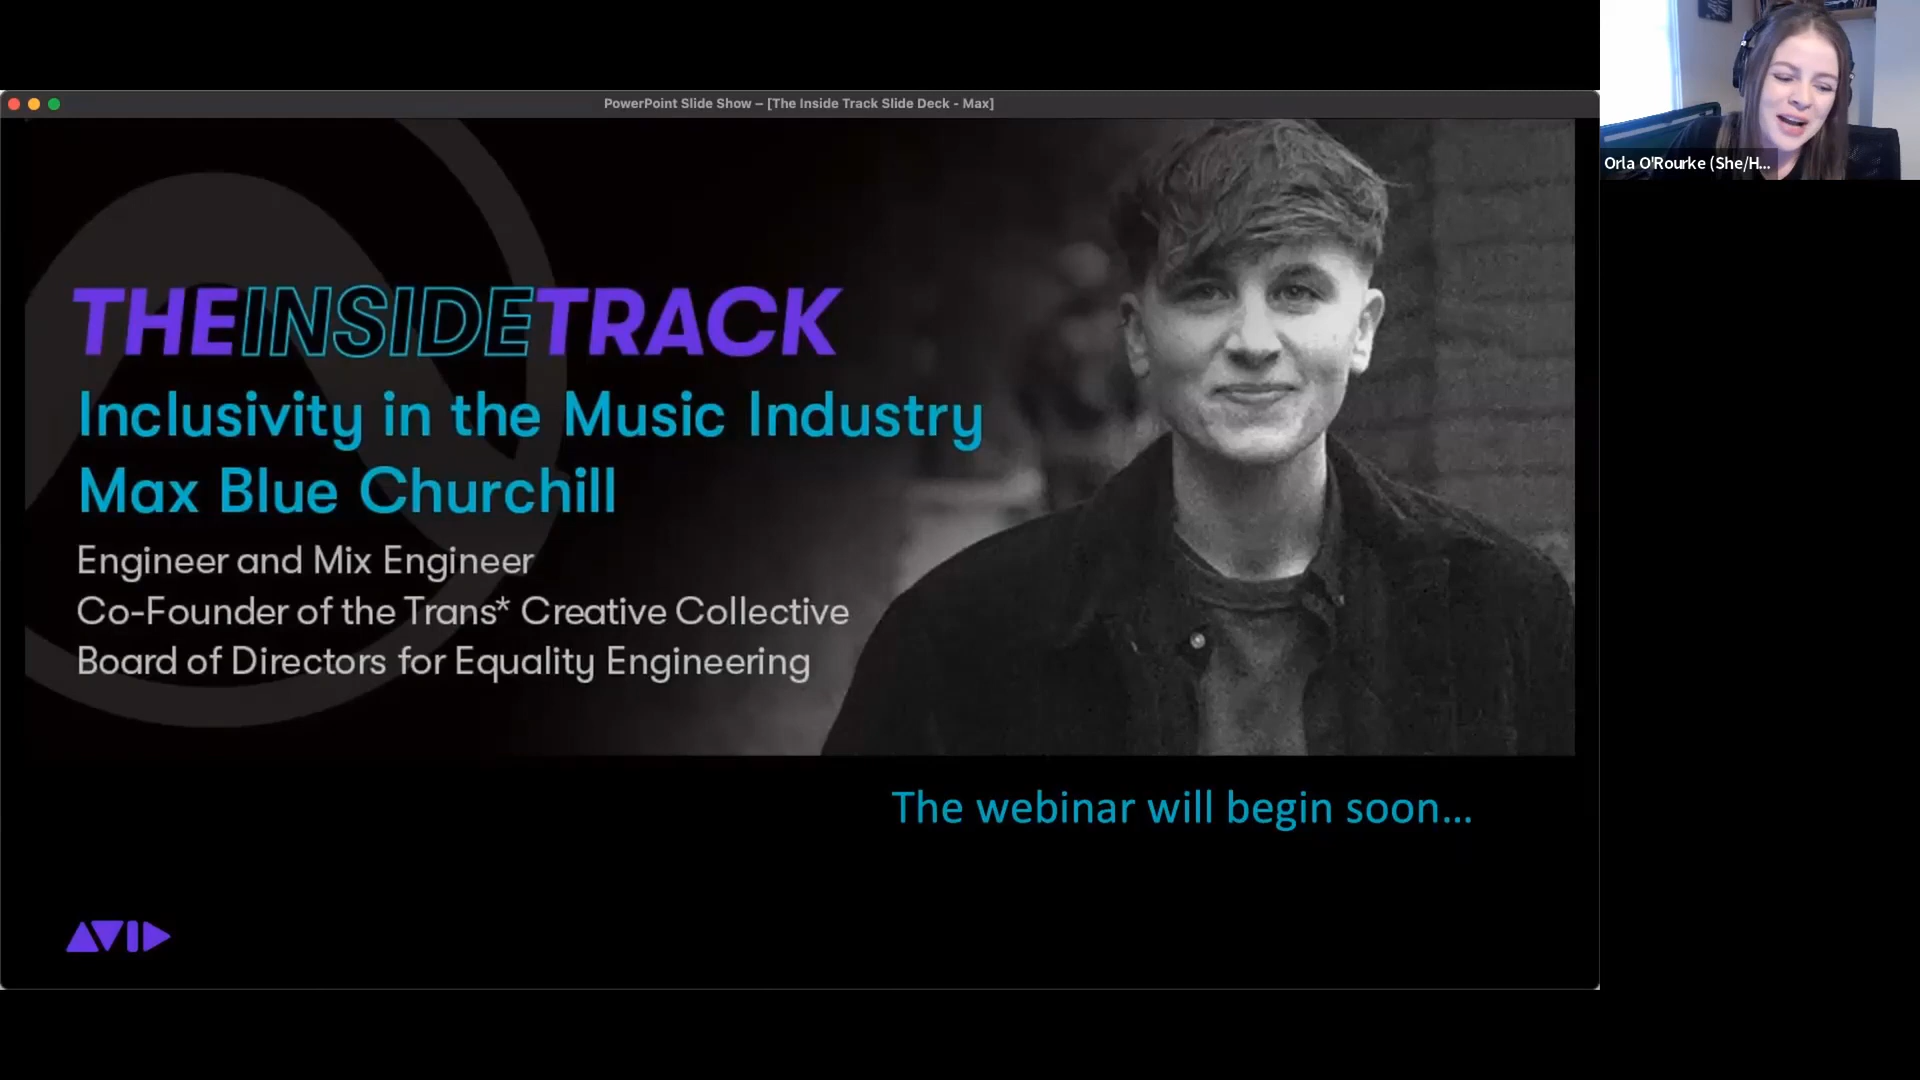 PowerPoint Slide Show – [The Inside Track Slide Deck - Max]
Orla O'Rourke (She/H...
THEINSIDETRACK
Inclusivity in the Music Industry
Max Blue Churchill
Engineer and Mix Engineer
Co-Founder of the Trans* Creative Collective
Board of Directors for Equality Engineering
The webinar will begin soon...
AVID